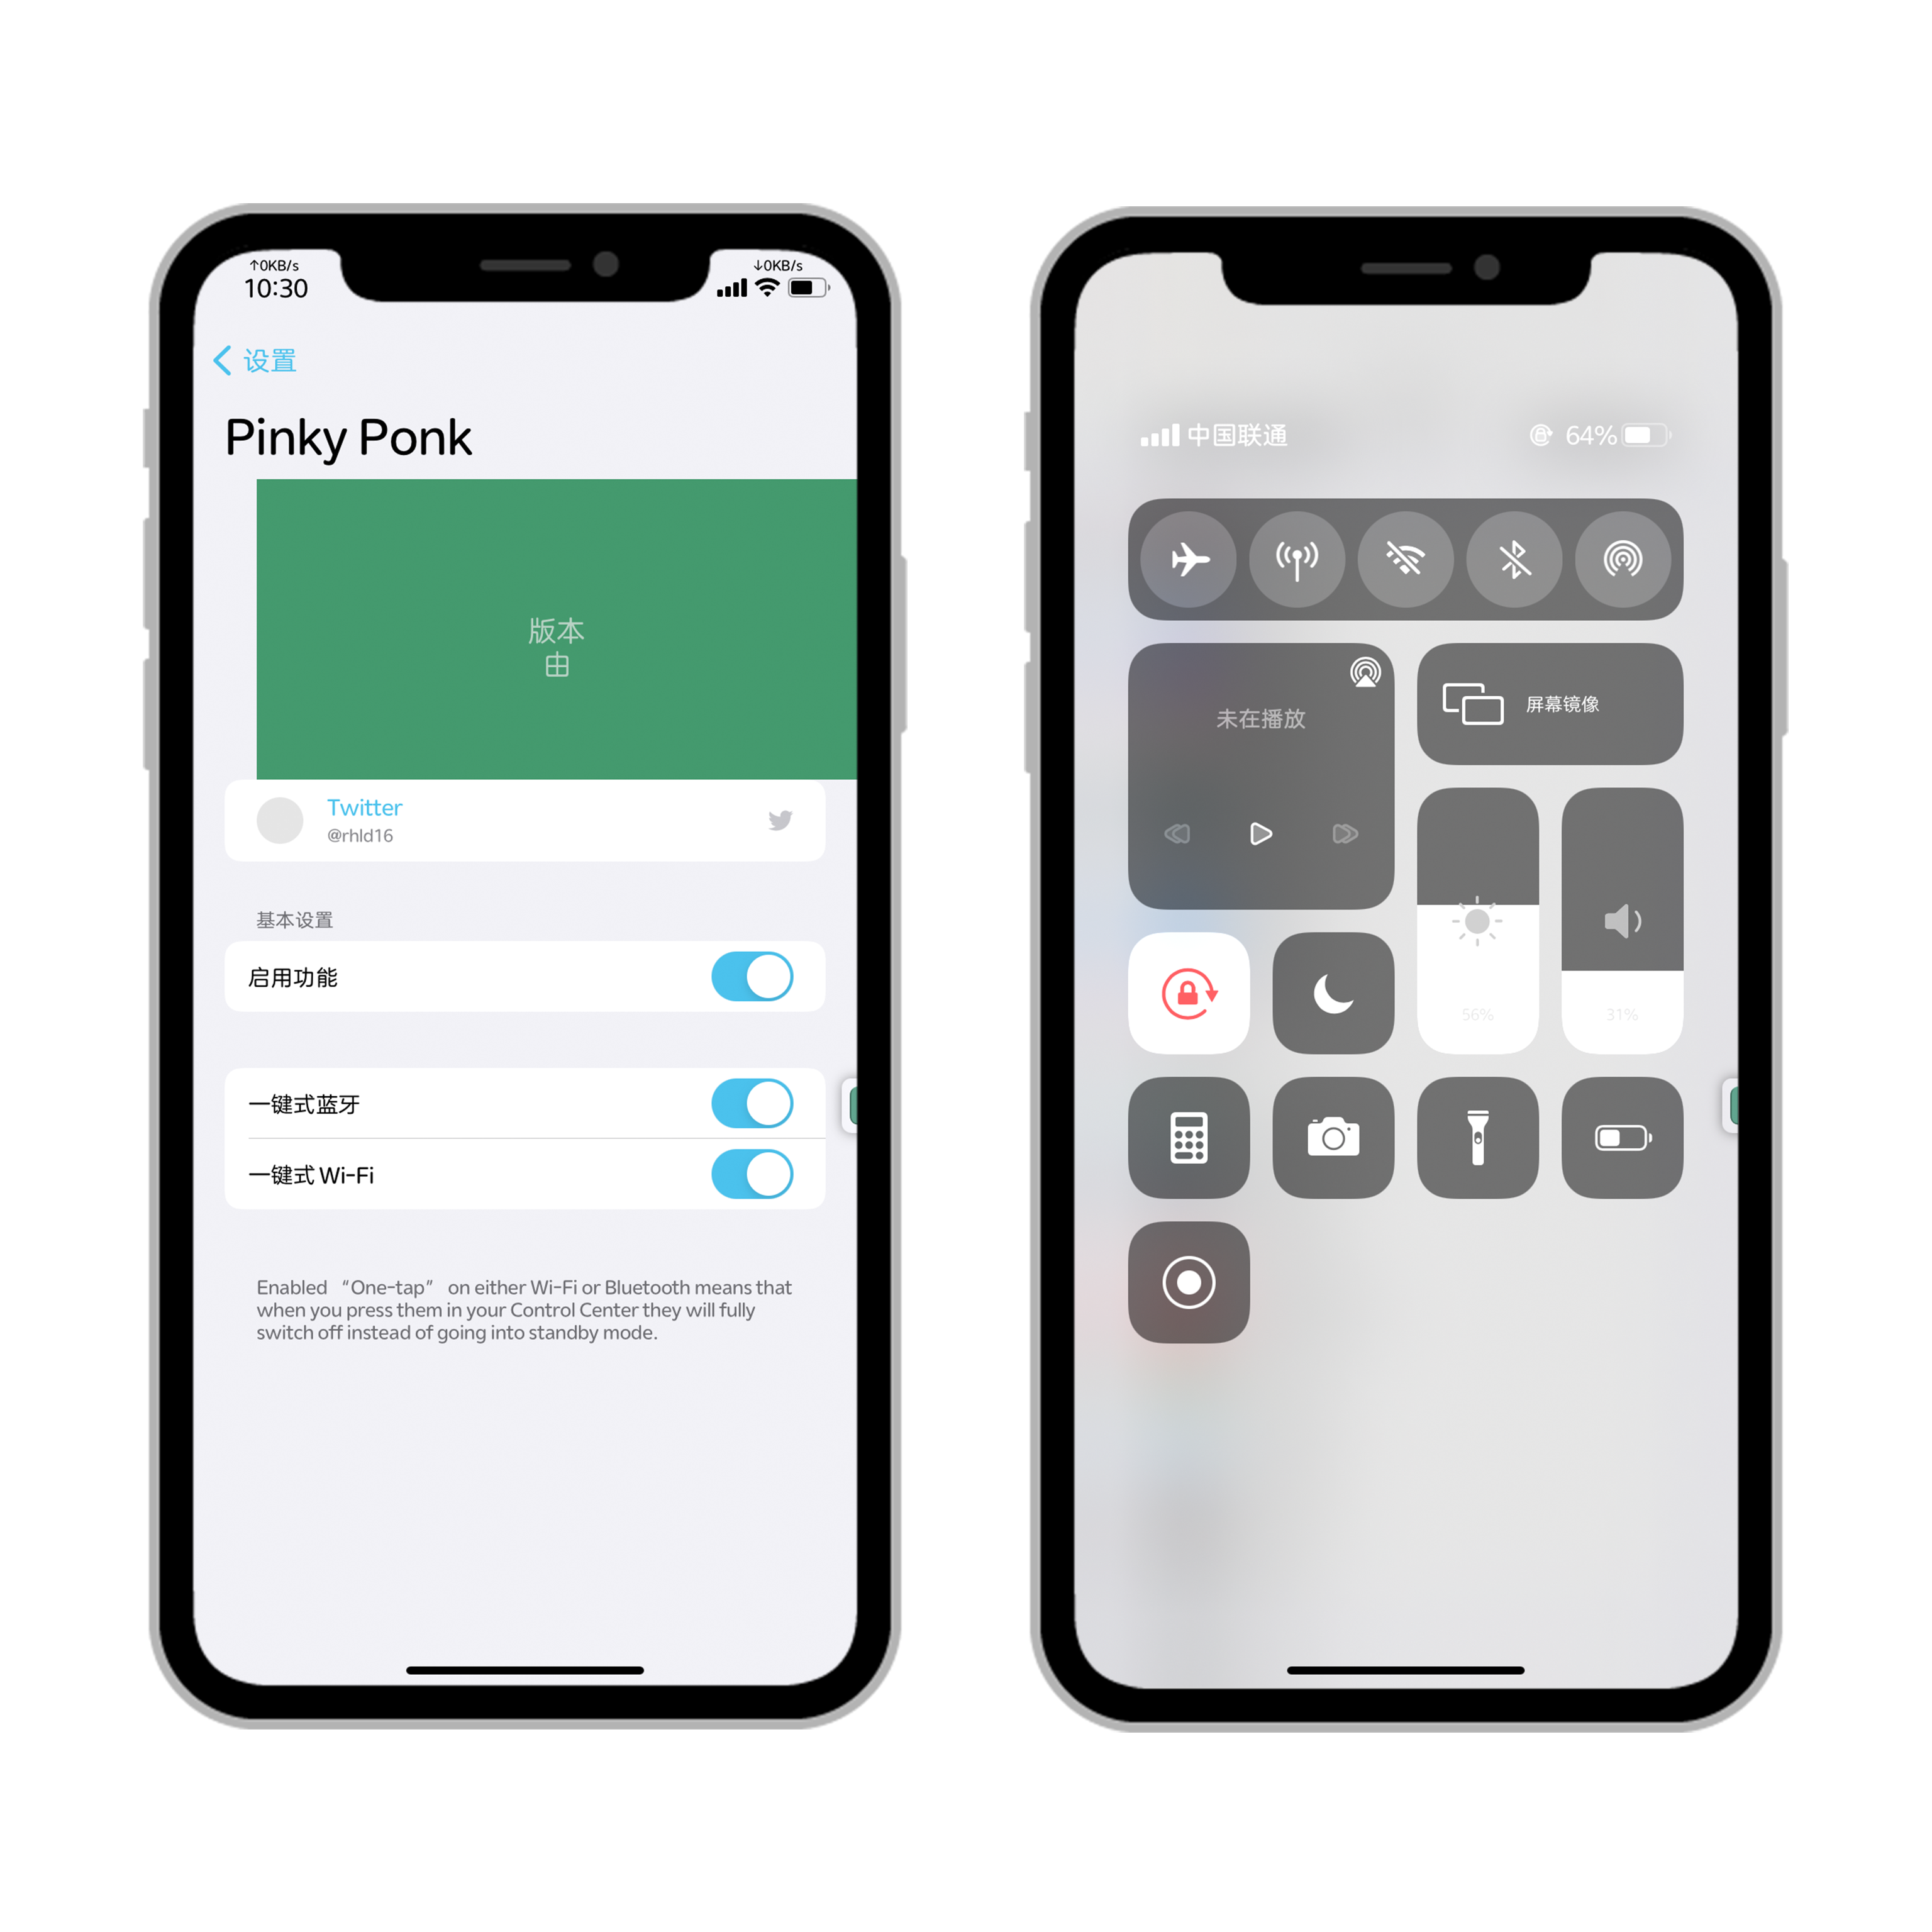 ↑0KB/s
10:30
↓0KB/s
设置
Pinky Ponk
版本
由
Twitter
@rhld16
基本设置
启用功能
一键式蓝牙
一键式 Wi-Fi
Enabled “One-tap” on either Wi-Fi or Bluetooth means that
when you press them in your Control Center they will fully
switch off instead of going into standby mode.
中国联通
64%
未在播放
屏幕镜像
56%
31%